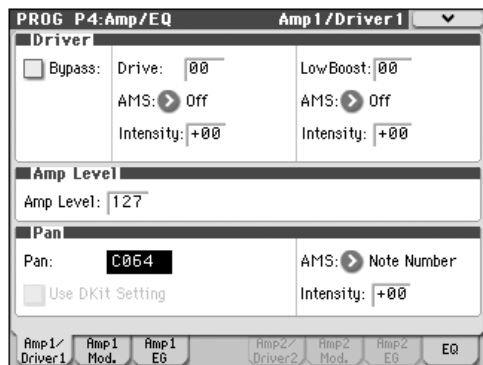 PROG P4:Amp/EQ Amp1/Driver1
Driver
Bypass: Drive: 00 LowBoost: 00
AMS: Off AMS: Off
Intensity: +00 Intensity: +00
Amp Level
Amp Level: 127
Pan
Pan: C064 AMS: Note Number
Use DKit Setting Intensity: +00
Amp1/ Amp1 Amp1 Amp2/ Amp2 Amp2 EQ
Driver1 Mod. EG Driver2 Mod. EG